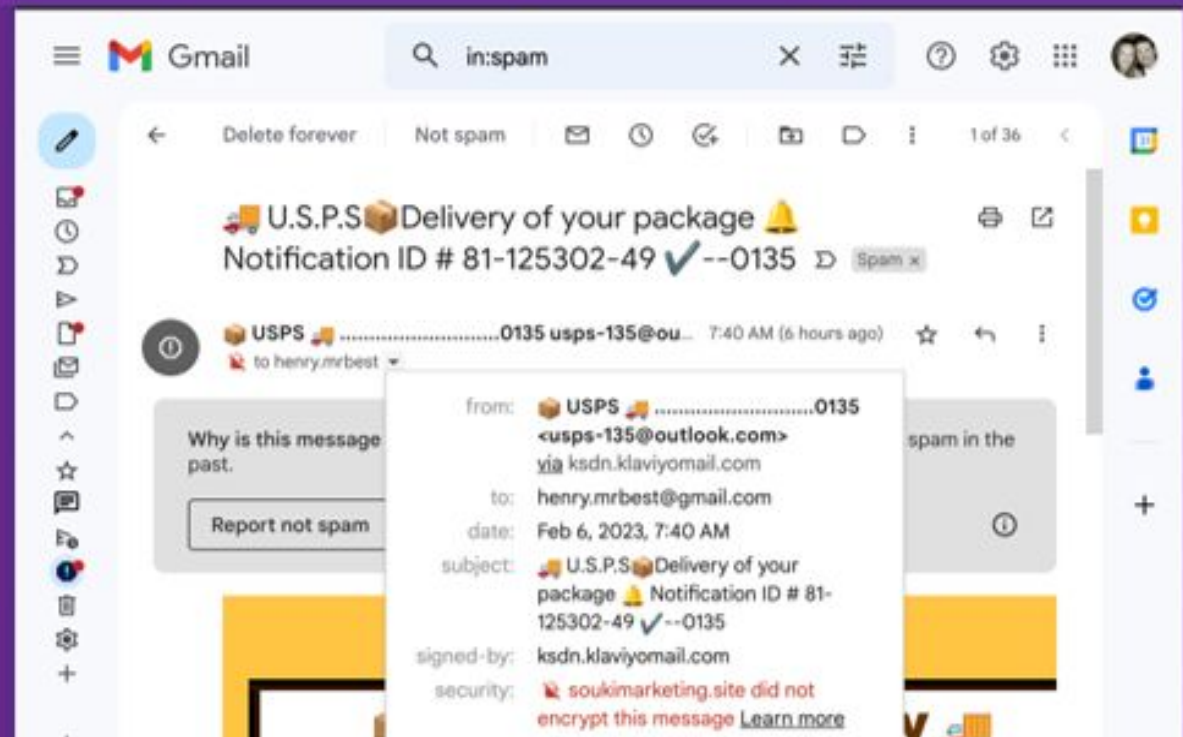 Gmail
in:spam
Delete forever
Not spam
1 of 36
🚚 U.S.P.S📦Delivery of your package 🔔
Notification ID # 81-125302-49 ✔️--0135
Spam x
📦 USPS 🚚 ..............................0135 usps-135@ou... 7:40 AM (6 hours ago)
to henry.mrbest
Why is this message
spam in the
past.
Report not spam
from: 📦 USPS 🚚 ..............................0135
<usps-135@outlook.com>
via ksdn.klaviyomail.com
to: henry.mrbest@gmail.com
date: Feb 6, 2023, 7:40 AM
subject: 🚚 U.S.P.S📦Delivery of your
package 🔔 Notification ID # 81-
125302-49 ✔️--0135
signed-by: ksdn.klaviyomail.com
security: soukimarketing.site did not
encrypt this message Learn more